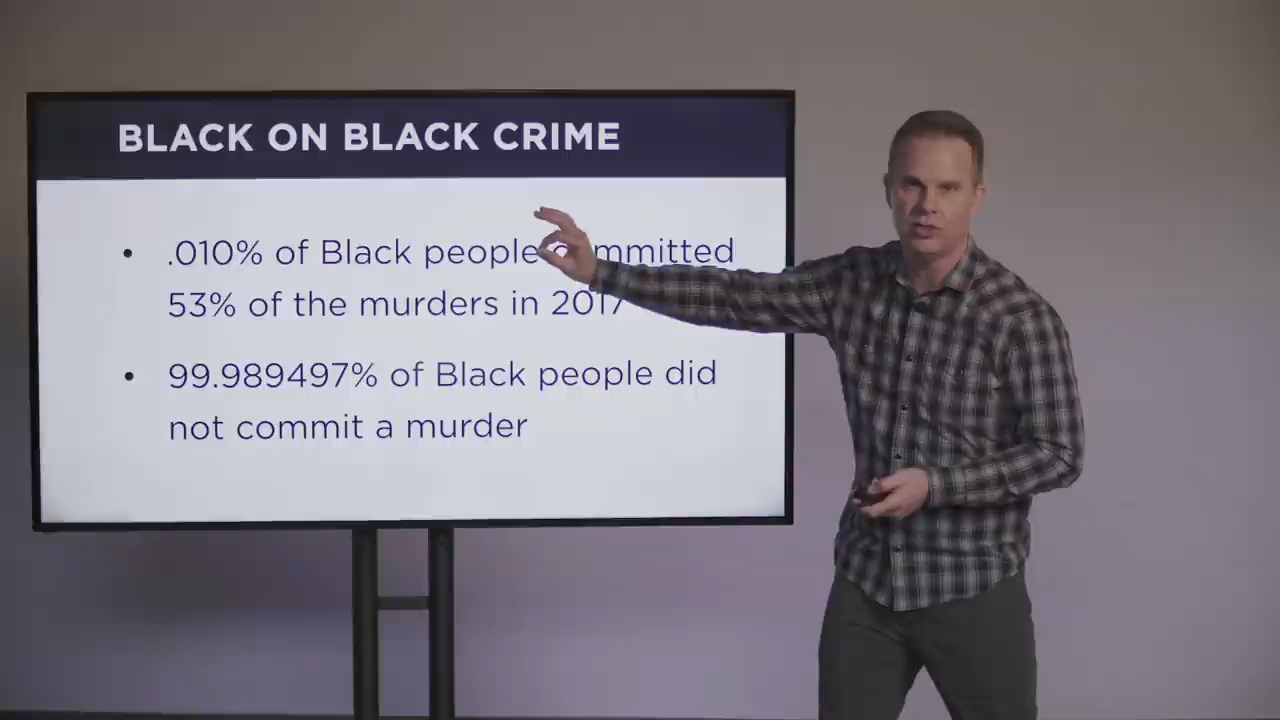 BLACK ON BLACK CRIME
• .010% of Black people committed
53% of the murders in 2017
• 99.989497% of Black people did
not commit a murder